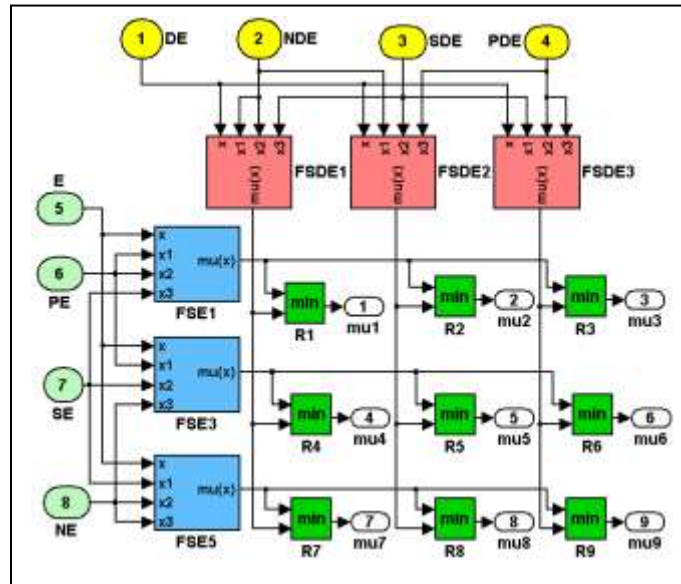 1 DE 2 NDE 3 SDE PDE 4
x x1 x2 x3 x x1 x2 x3 x x1 x2 x3
mu(x) FSDE1 mu(x) FSDE2 mu(x) FSDE3
E
5
x
x1 mu(x)
6 x2
PE x3
FSE1
min 1 min 2 min 3
R1 mu1 R2 mu2 R3 mu3
x
x1 mu(x)
7 x2
SE x3
FSE3
min 4 min 5 min 6
R4 mu4 R5 mu5 R6 mu6
x
x1 mu(x)
8 x2
NE x3
FSE5
min 7 min 8 min 9
R7 mu7 R8 mu8 R9 mu9